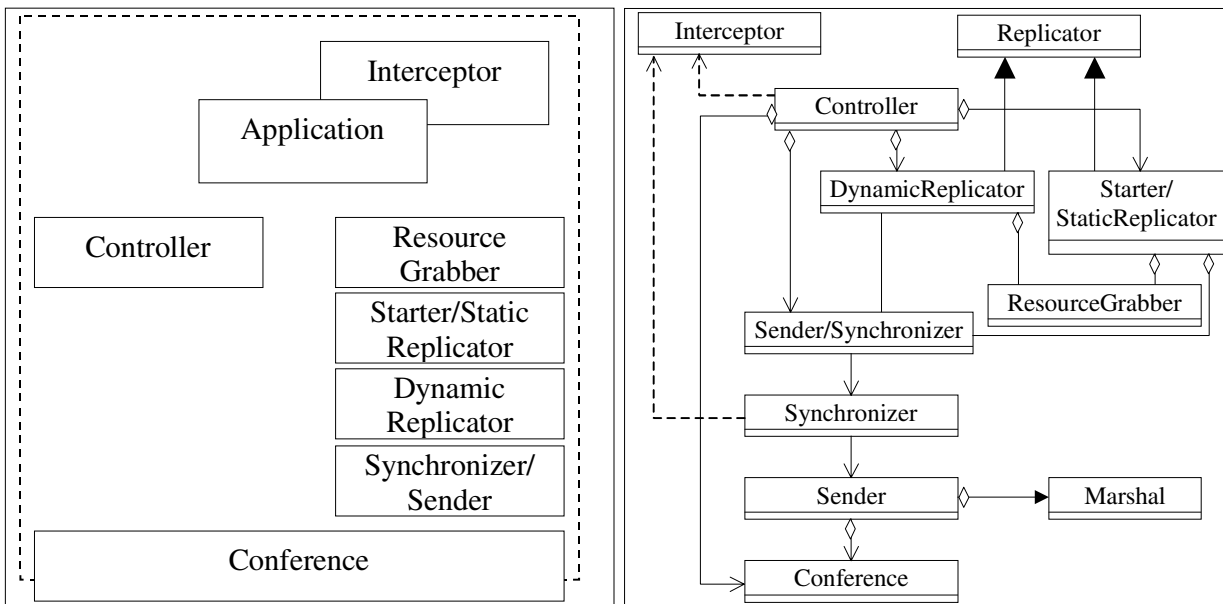 Interceptor
Application
Controller
Resource
Grabber
Starter/Static
Replicator
Dynamic
Replicator
Synchronizer/
Sender
Conference
Interceptor
Replicator
Controller
DynamicReplicator
Starter/
StaticReplicator
ResourceGrabber
Sender/Synchronizer
Synchronizer
Sender
Marshal
Conference